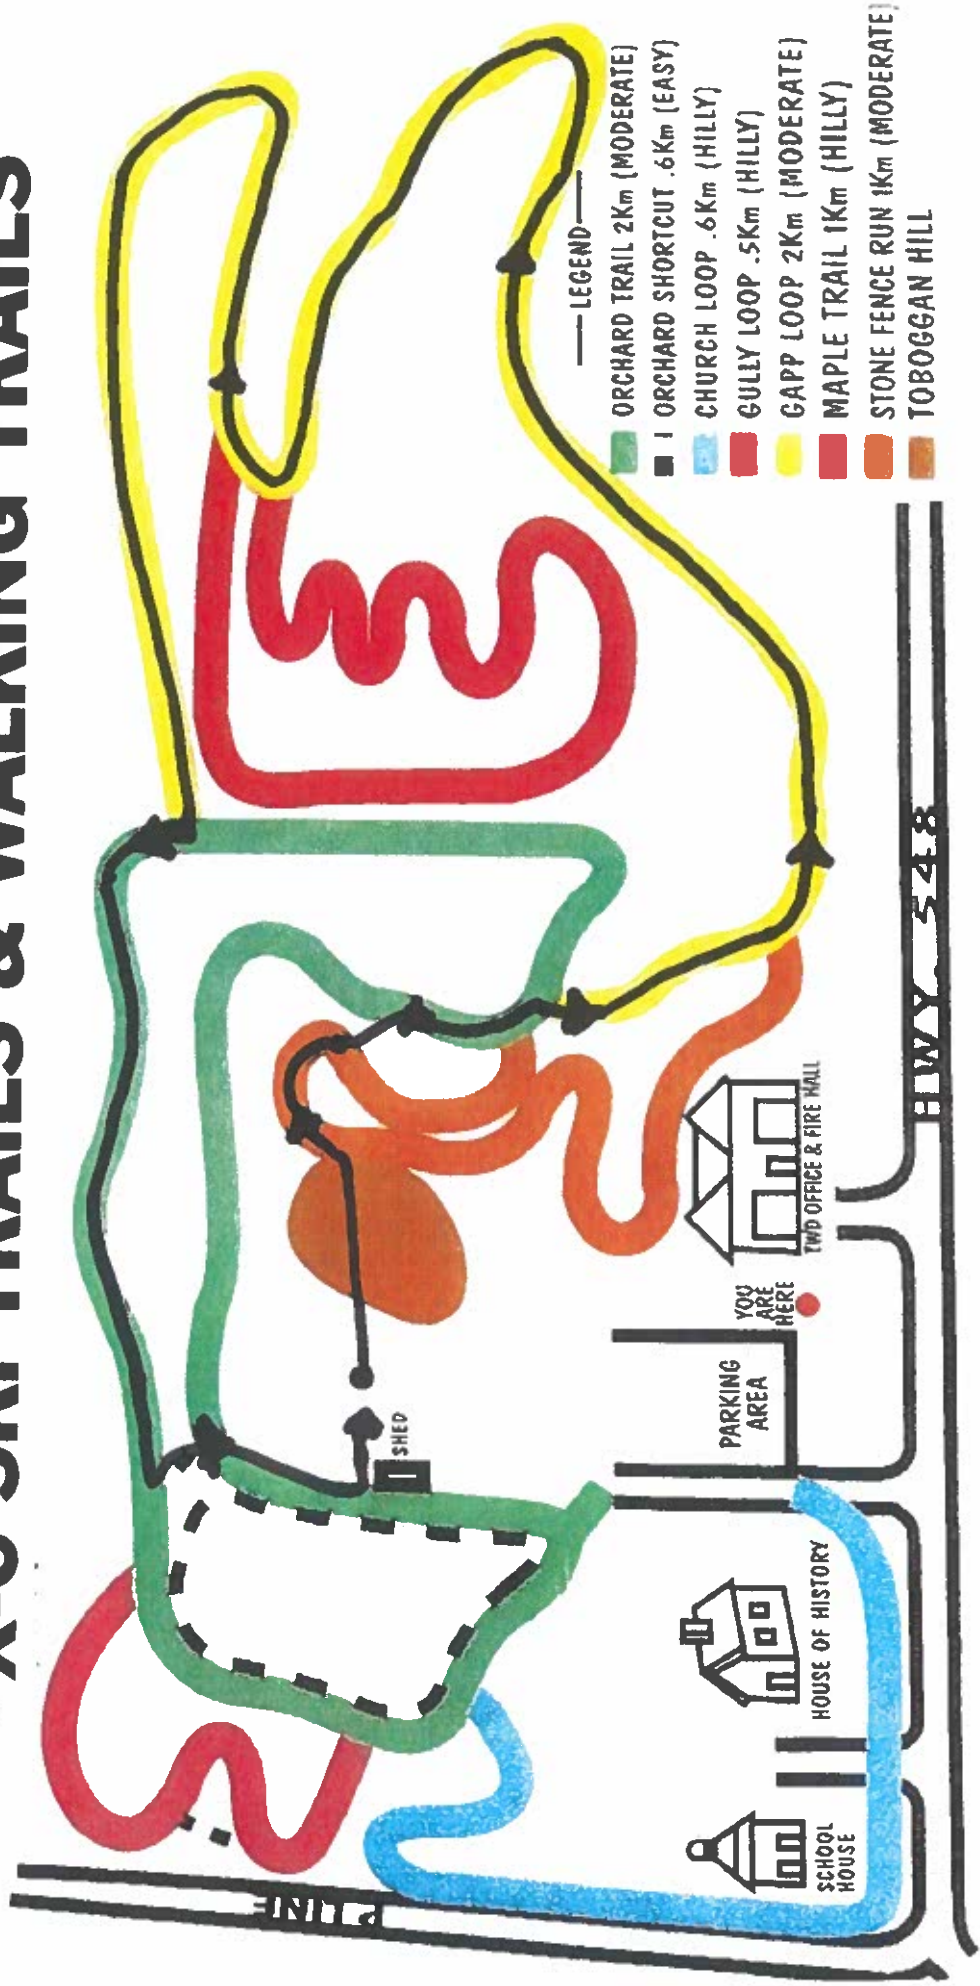 X-C SKI TRAILS & WALKING TRAILS
LEGEND
ORCHARD TRAIL 2Km (MODERATE)
ORCHARD SHORTCUT .6Km (EASY)
CHURCH LOOP .6Km (HILLY)
GULLY LOOP .5Km (HILLY)
GAPP LOOP 2Km (MODERATE)
MAPLE TRAIL 1Km (HILLY)
STONE FENCE RUN 1Km (MODERATE)
TOBOGGAN HILL
SHED
PARKING
AREA
YOU
ARE
HERE
TWD OFFICE & FIRE HALL
HOUSE OF HISTORY
SCHOOL
HOUSE
P LINE
HWY. 548